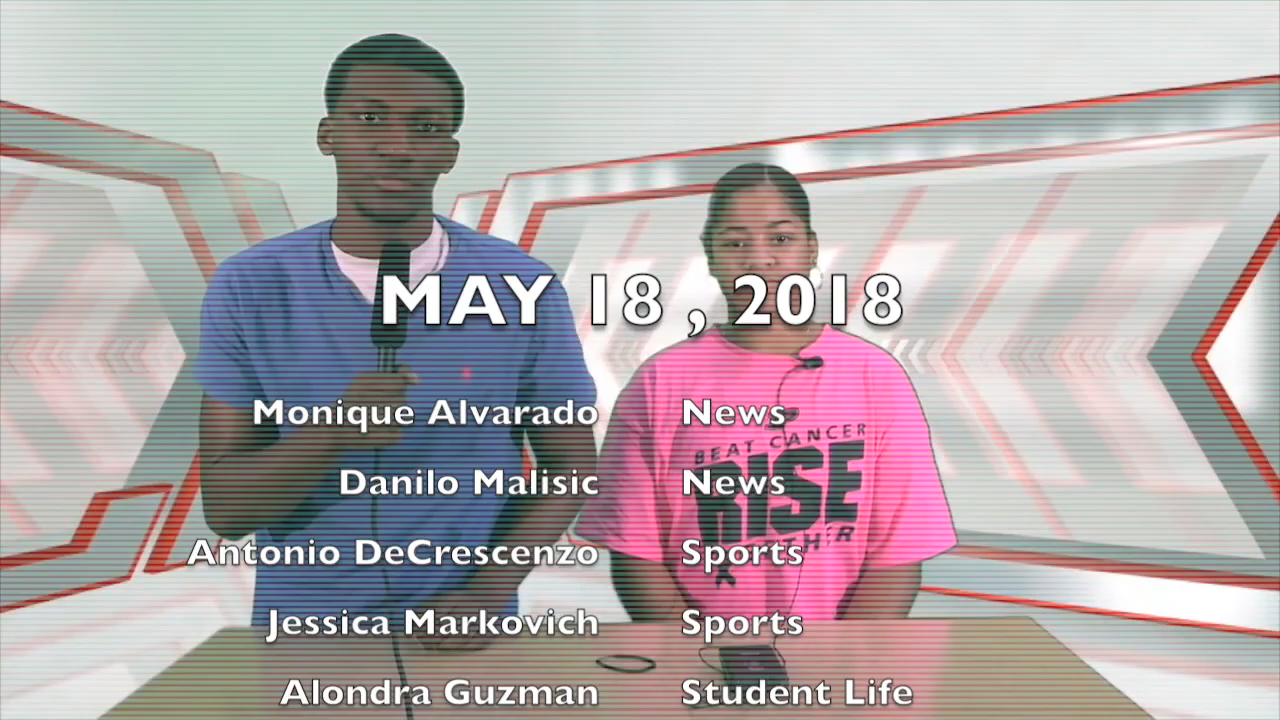 MAY 18 , 2018
Monique Alvarado News
Danilo Malisic News
BEAT CANCER
RISE
Antonio DeCrescenzo Sports
Jessica Markovich Sports
Alondra Guzman Student Life